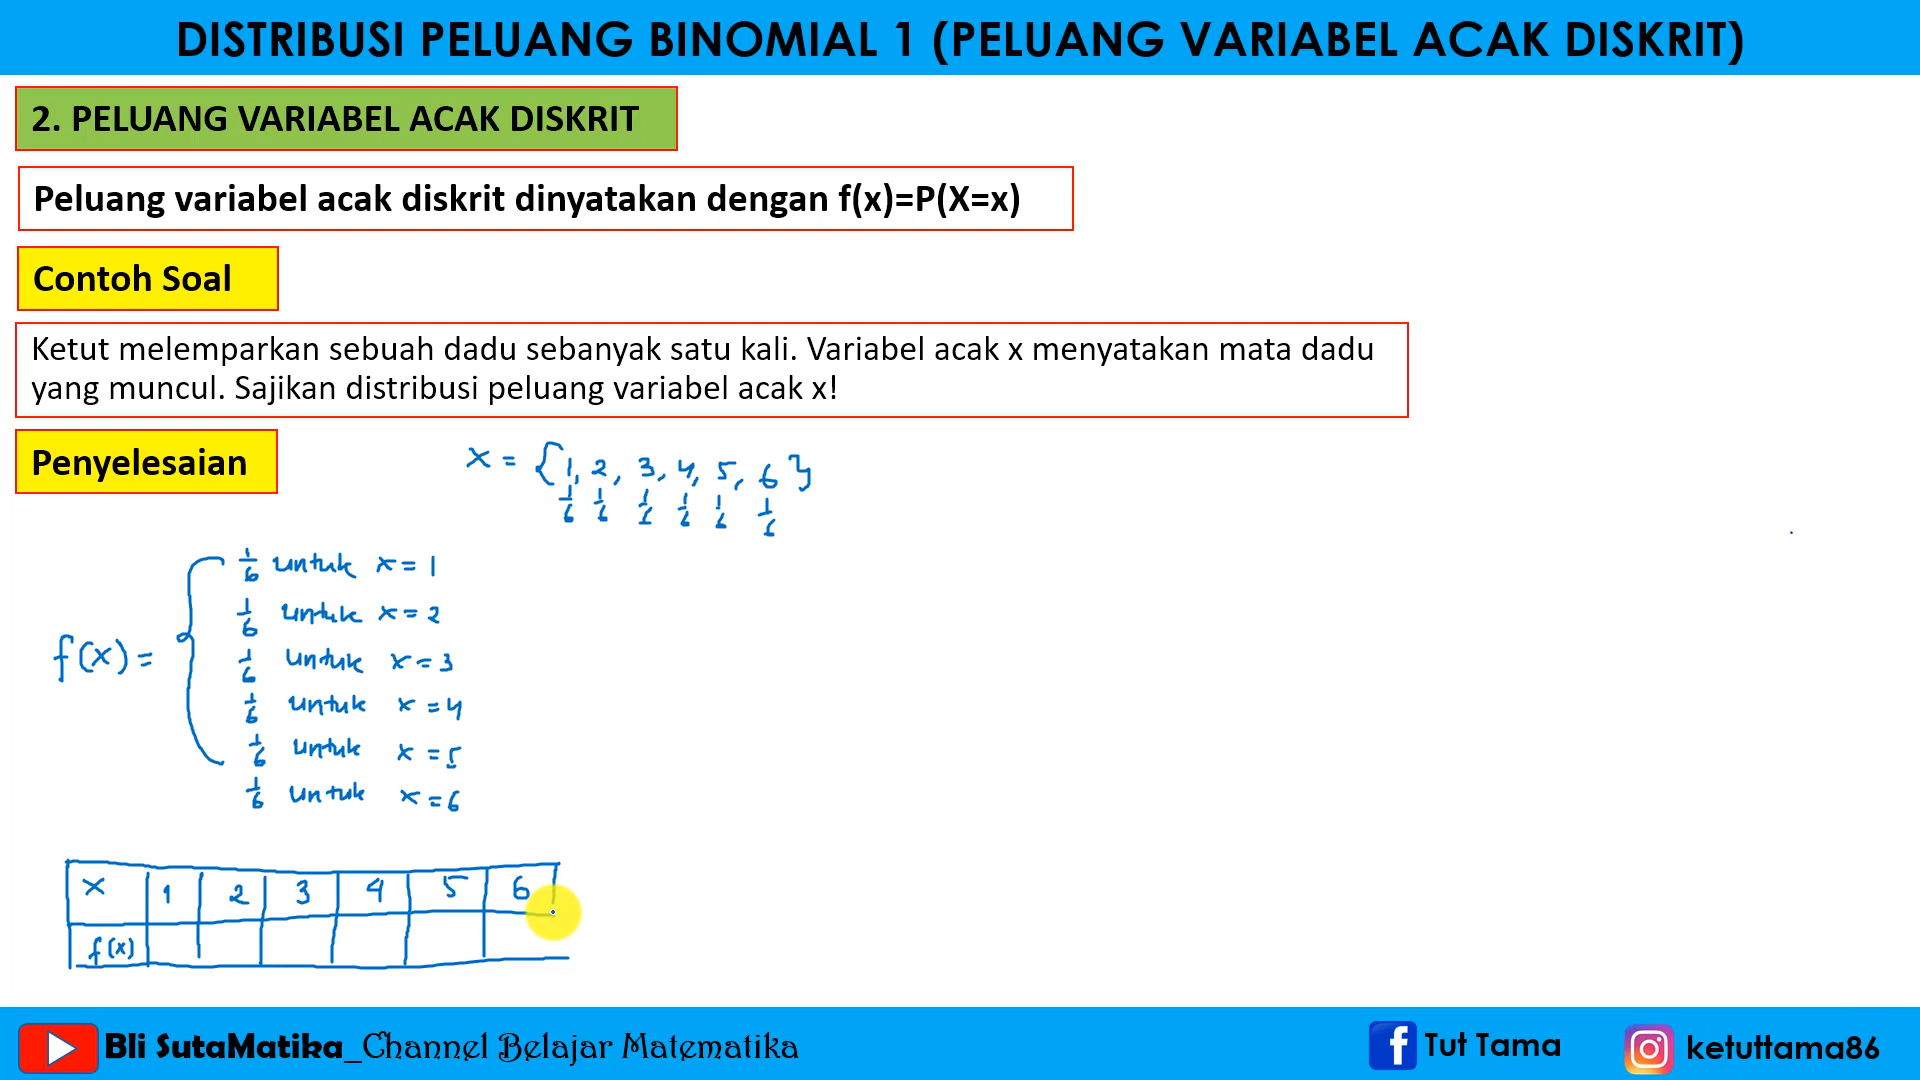 DISTRIBUSI PELUANG BINOMIAL 1 (PELUANG VARIABEL ACAK DISKRIT)
2. PELUANG VARIABEL ACAK DISKRIT
Peluang variabel acak diskrit dinyatakan dengan f(x)=P(X=x)
Contoh Soal
Ketut melemparkan sebuah dadu sebanyak satu kali. Variabel acak x menyatakan mata dadu
yang muncul. Sajikan distribusi peluang variabel acak x!
Penyelesaian
x = {1, 2, 3, 4, 5, 6}
1/6 1/6 1/6 1/6 1/6 1/6
f(x) =
1/6 untuk x = 1
1/6 untuk x = 2
1/6 untuk x = 3
1/6 untuk x = 4
1/6 untuk x = 5
1/6 untuk x = 6
x 1 2 3 4 5 6
f(x)
Bli SutaMatika_Channel Belajar Matematika
f Tut Tama
ketuttama86